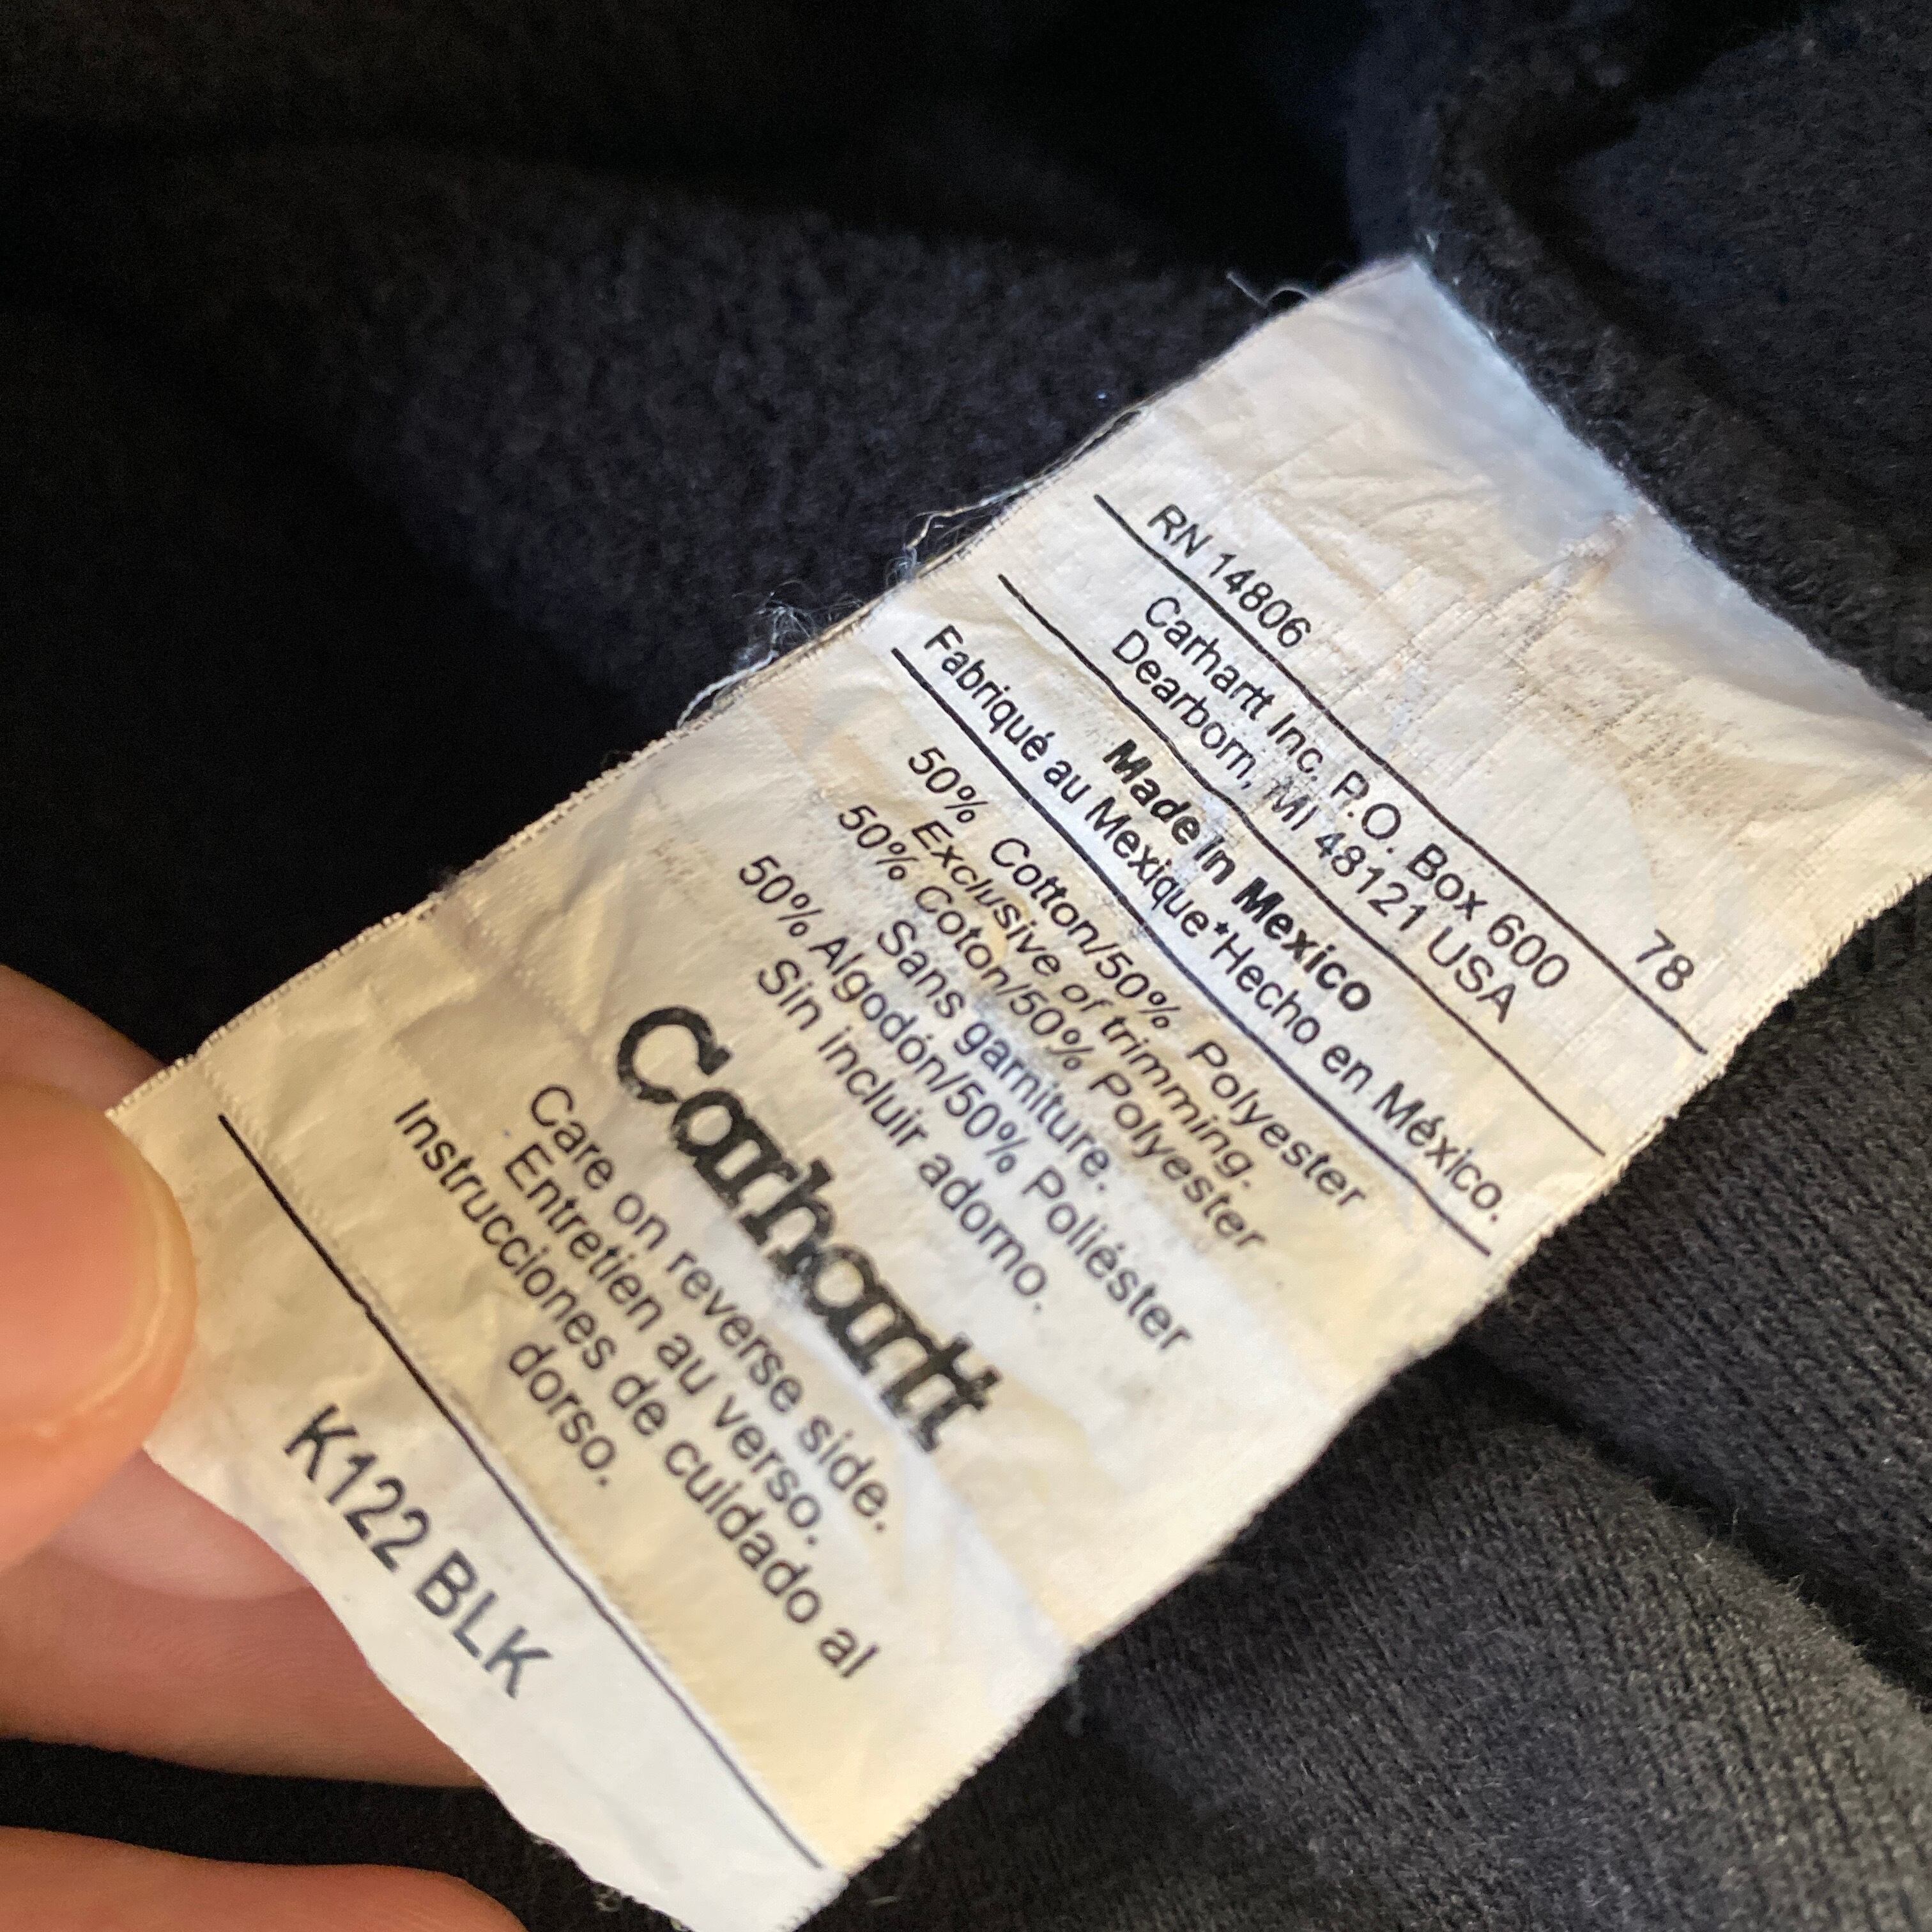 RN 14806 78
Carhartt Inc. P.O. Box 600
Dearborn, MI 48121 USA
Made in Mexico
Fabriqué au Mexique*Hecho en México.
50% Cotton/50% Polyester
Exclusive of trimming.
50% Coton/50% Polyester
Sans garniture.
50% Algodón/50% Poliéster
Sin incluir adorno.
Carhartt
Care on reverse side.
Entretien au verso.
Instrucciones de cuidado al
dorso.
K122 BLK